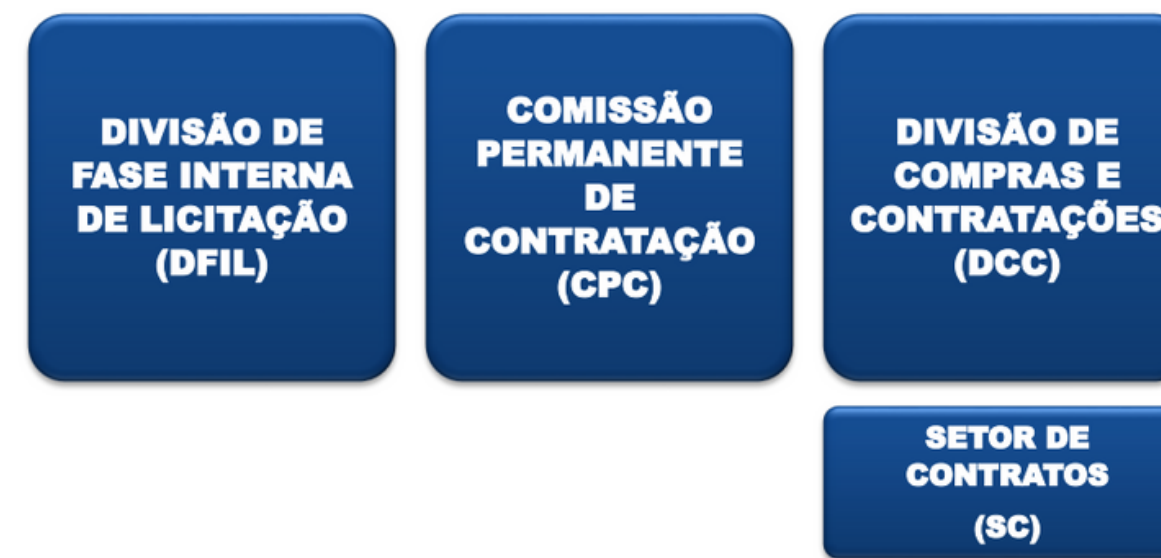 DIVISÃO DE
FASE INTERNA
DE LICITAÇÃO
(DFIL)
COMISSÃO
PERMANENTE
DE
CONTRATAÇÃO
(CPC)
DIVISÃO DE
COMPRAS E
CONTRATAÇÕES
(DCC)
SETOR DE
CONTRATOS
(SC)